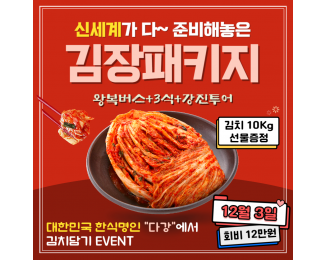 신세계가 다~ 준비해놓은
김장패키지
왕복버스+3식+강진투어
김치 10Kg
선물증정
12월 3일
회비 12만원
대한민국 한식명인 "다강"에서
김치담기 EVENT